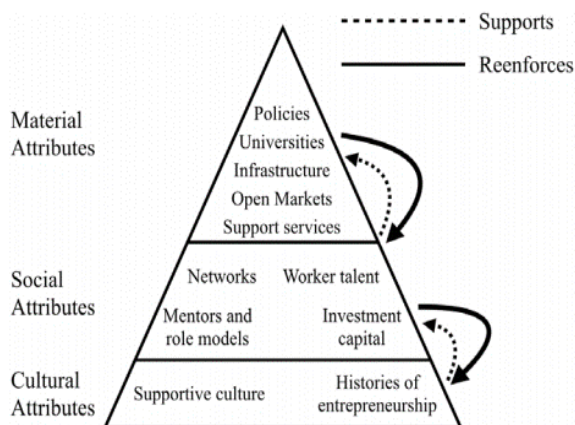 Supports
Reenforces
Material
Attributes
Policies
Universities
Infrastructure
Open Markets
Support services
Social
Attributes
Networks
Worker talent
Mentors and
role models
Investment
capital
Cultural
Attributes
Supportive culture
Histories of
entrepreneurship